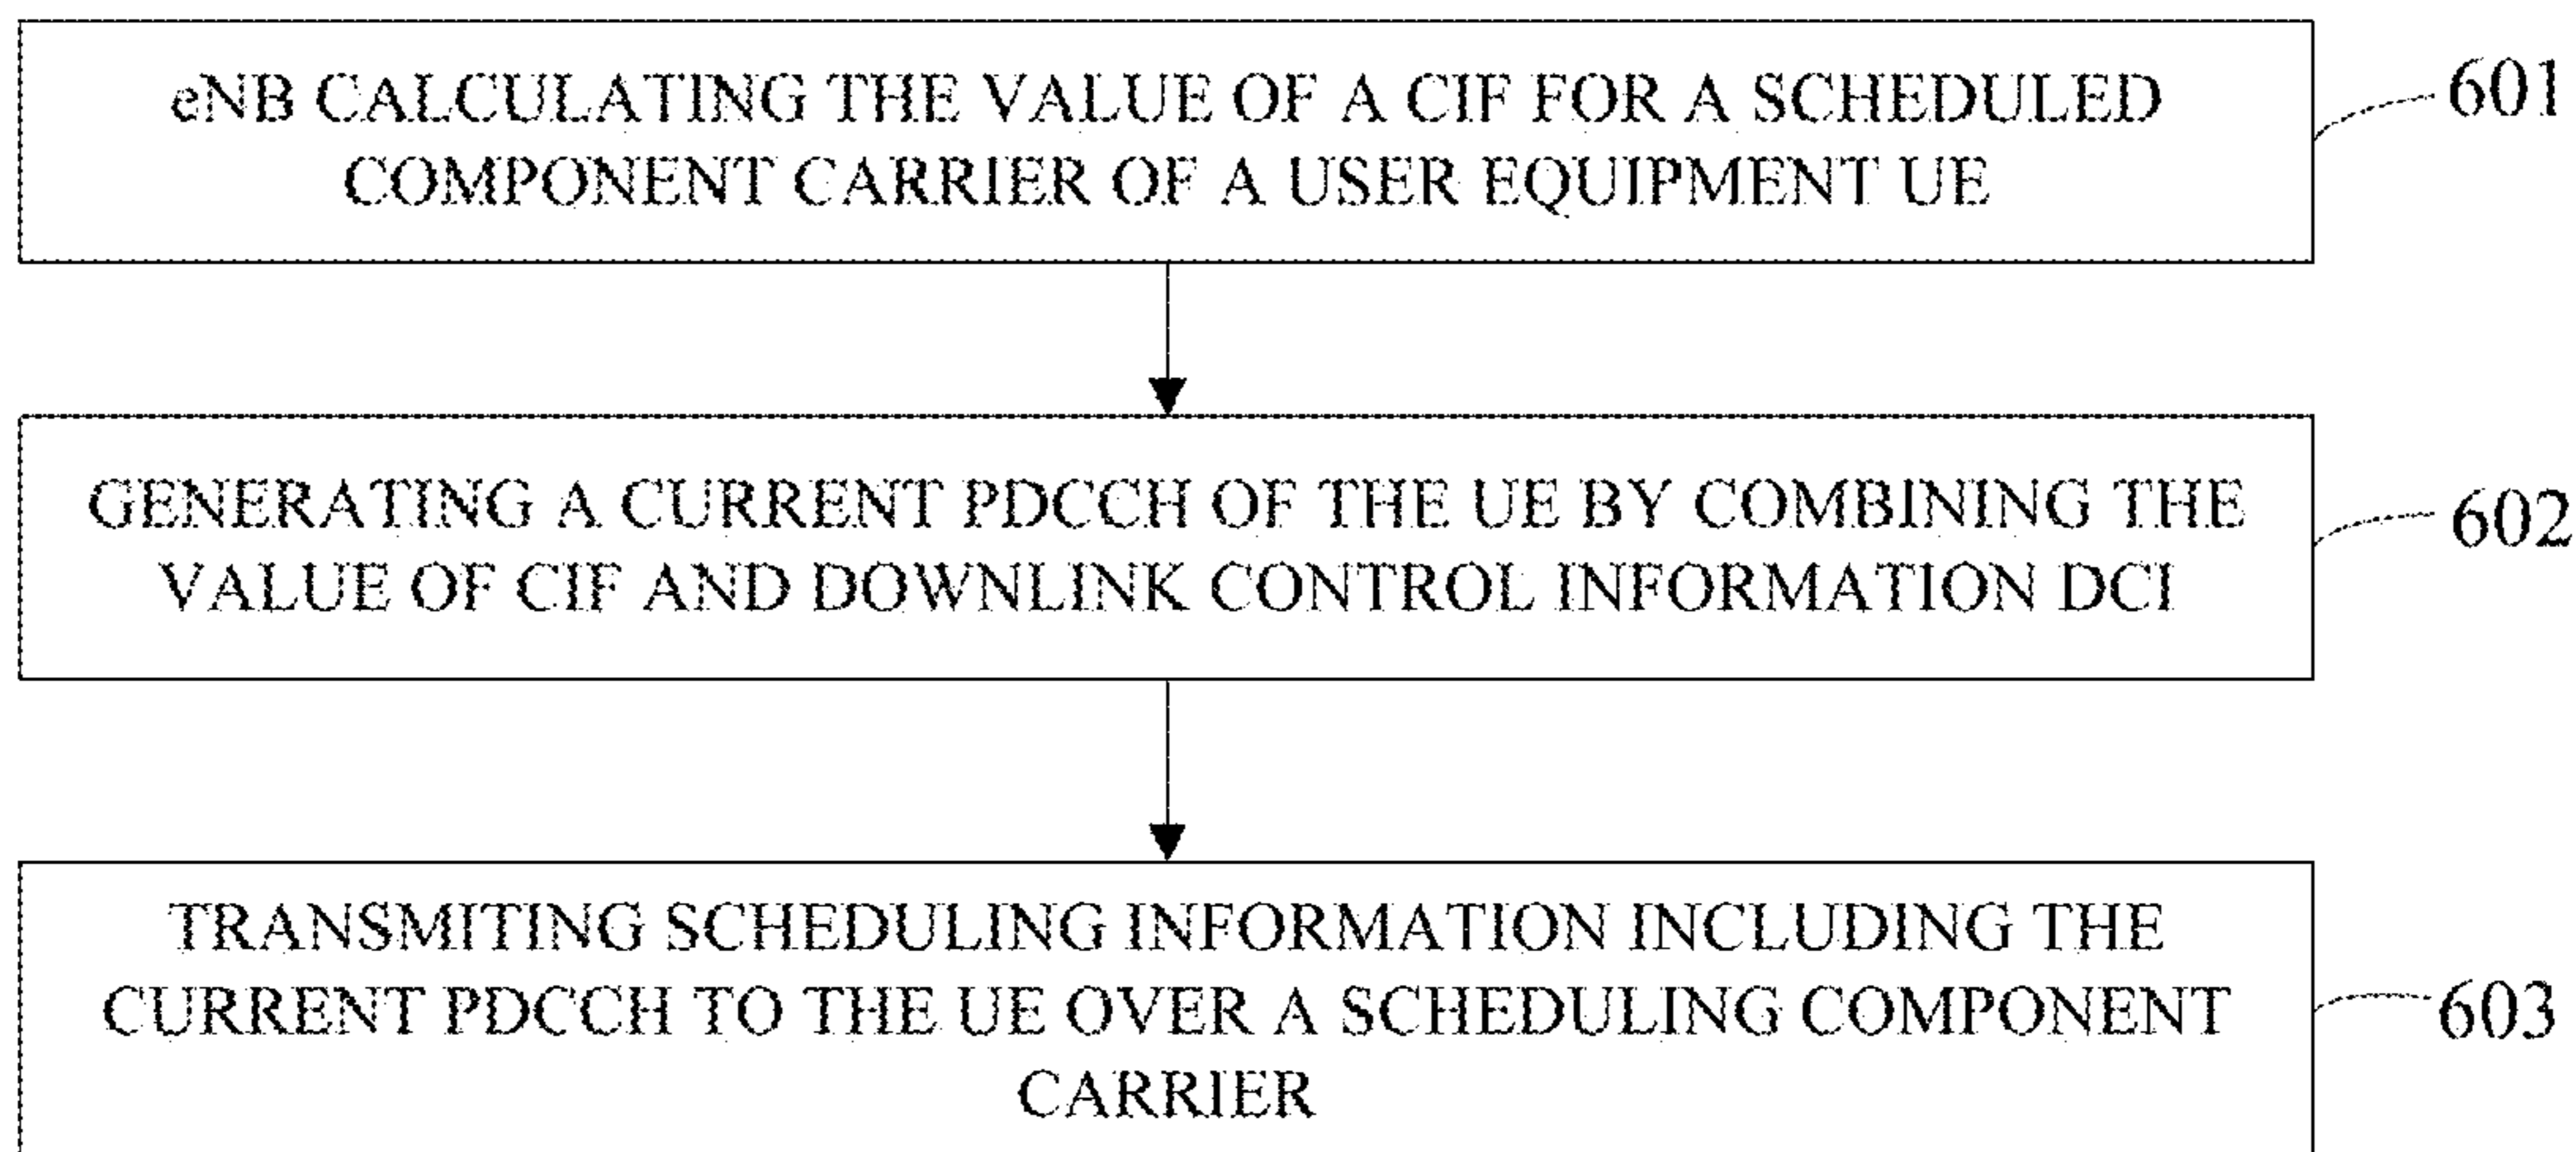 eNB CALCULATING THE VALUE OF A CIF FOR A SCHEDULED
COMPONENT CARRIER OF A USER EQUIPMENT UE
601
GENERATING A CURRENT PDCCH OF THE UE BY COMBINING THE
VALUE OF CIF AND DOWNLINK CONTROL INFORMATION DCI
602
TRANSMITING SCHEDULING INFORMATION INCLUDING THE
CURRENT PDCCH TO THE UE OVER A SCHEDULING COMPONENT
CARRIER
603